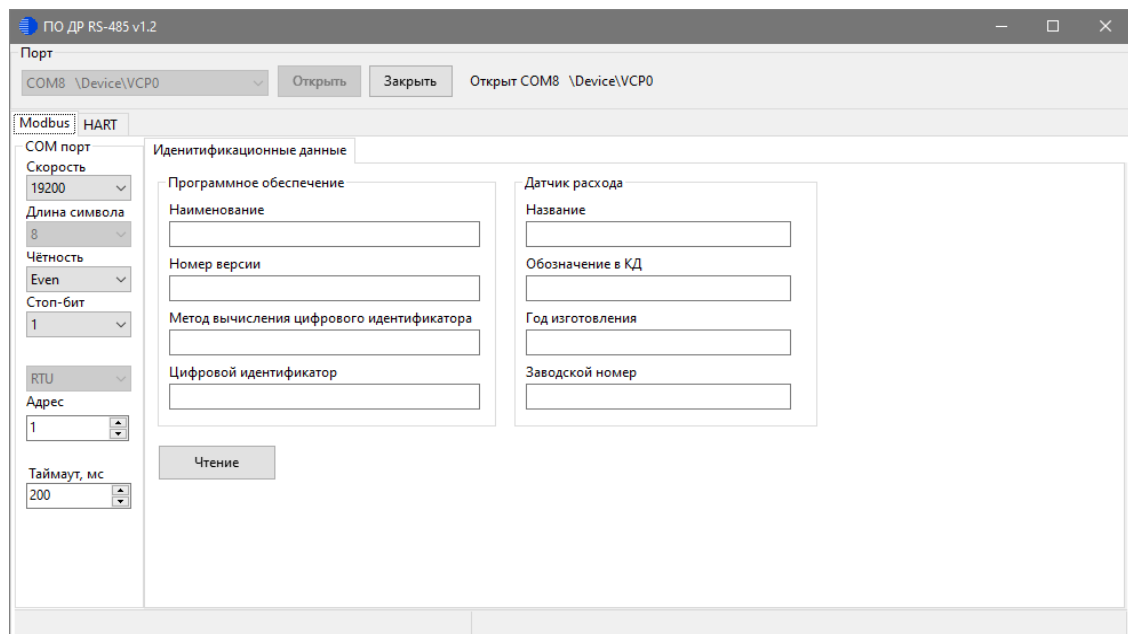 ПО ДР RS-485 v1.2
Порт
COM8 \Device\VCP0
Открыть
Закрыть
Открыт COM8 \Device\VCP0
Modbus
HART
COM порт
Скорость
19200
Длина символа
8
Чётность
Even
Стоп-бит
1
RTU
Адрес
1
Таймаут, мс
200
Иденитификационные данные
Программное обеспечение
Наименование
Номер версии
Метод вычисления цифрового идентификатора
Цифровой идентификатор
Датчик расхода
Название
Обозначение в КД
Год изготовления
Заводской номер
Чтение